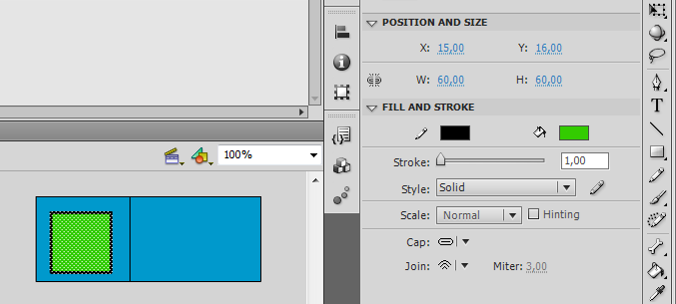 POSITION AND SIZE
X: 15,00 Y: 16,00
W: 60,00 H: 60,00
FILL AND STROKE
Stroke: 1,00
Style: Solid
Scale: Normal Hinting
Cap:
Join: Miter: 3,00
100%
T